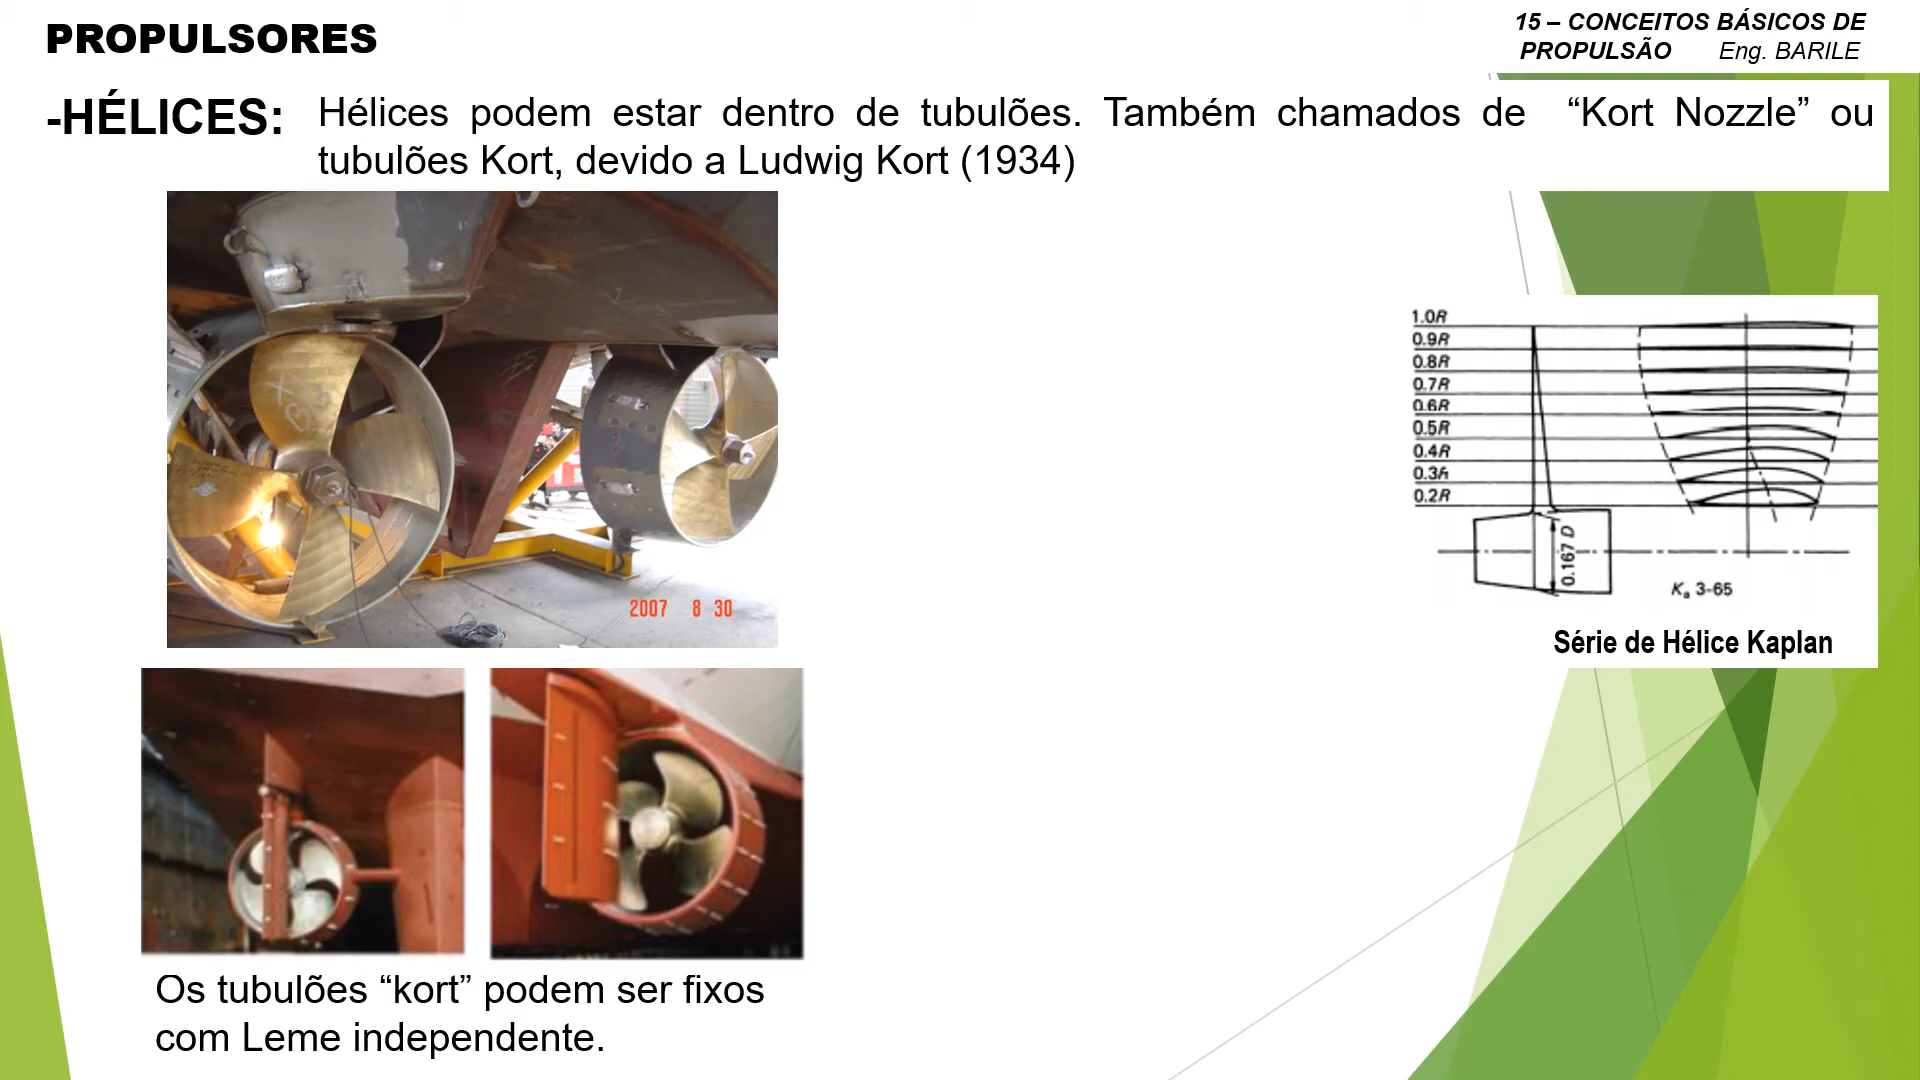 PROPULSORES
15 – CONCEITOS BÁSICOS DE
PROPULSÃO Eng. BARILE
-HÉLICES:
Hélices podem estar dentro de tubulões. Também chamados de “Kort Nozzle” ou
tubulões Kort, devido a Ludwig Kort (1934)
2007 8 30
1.0R
0.9R
0.8R
0.7R
0.6R
0.5R
0.4R
0.3R
0.2R
0.167 D
Ka 3-65
Série de Hélice Kaplan
Os tubulões “kort” podem ser fixos
com Leme independente.